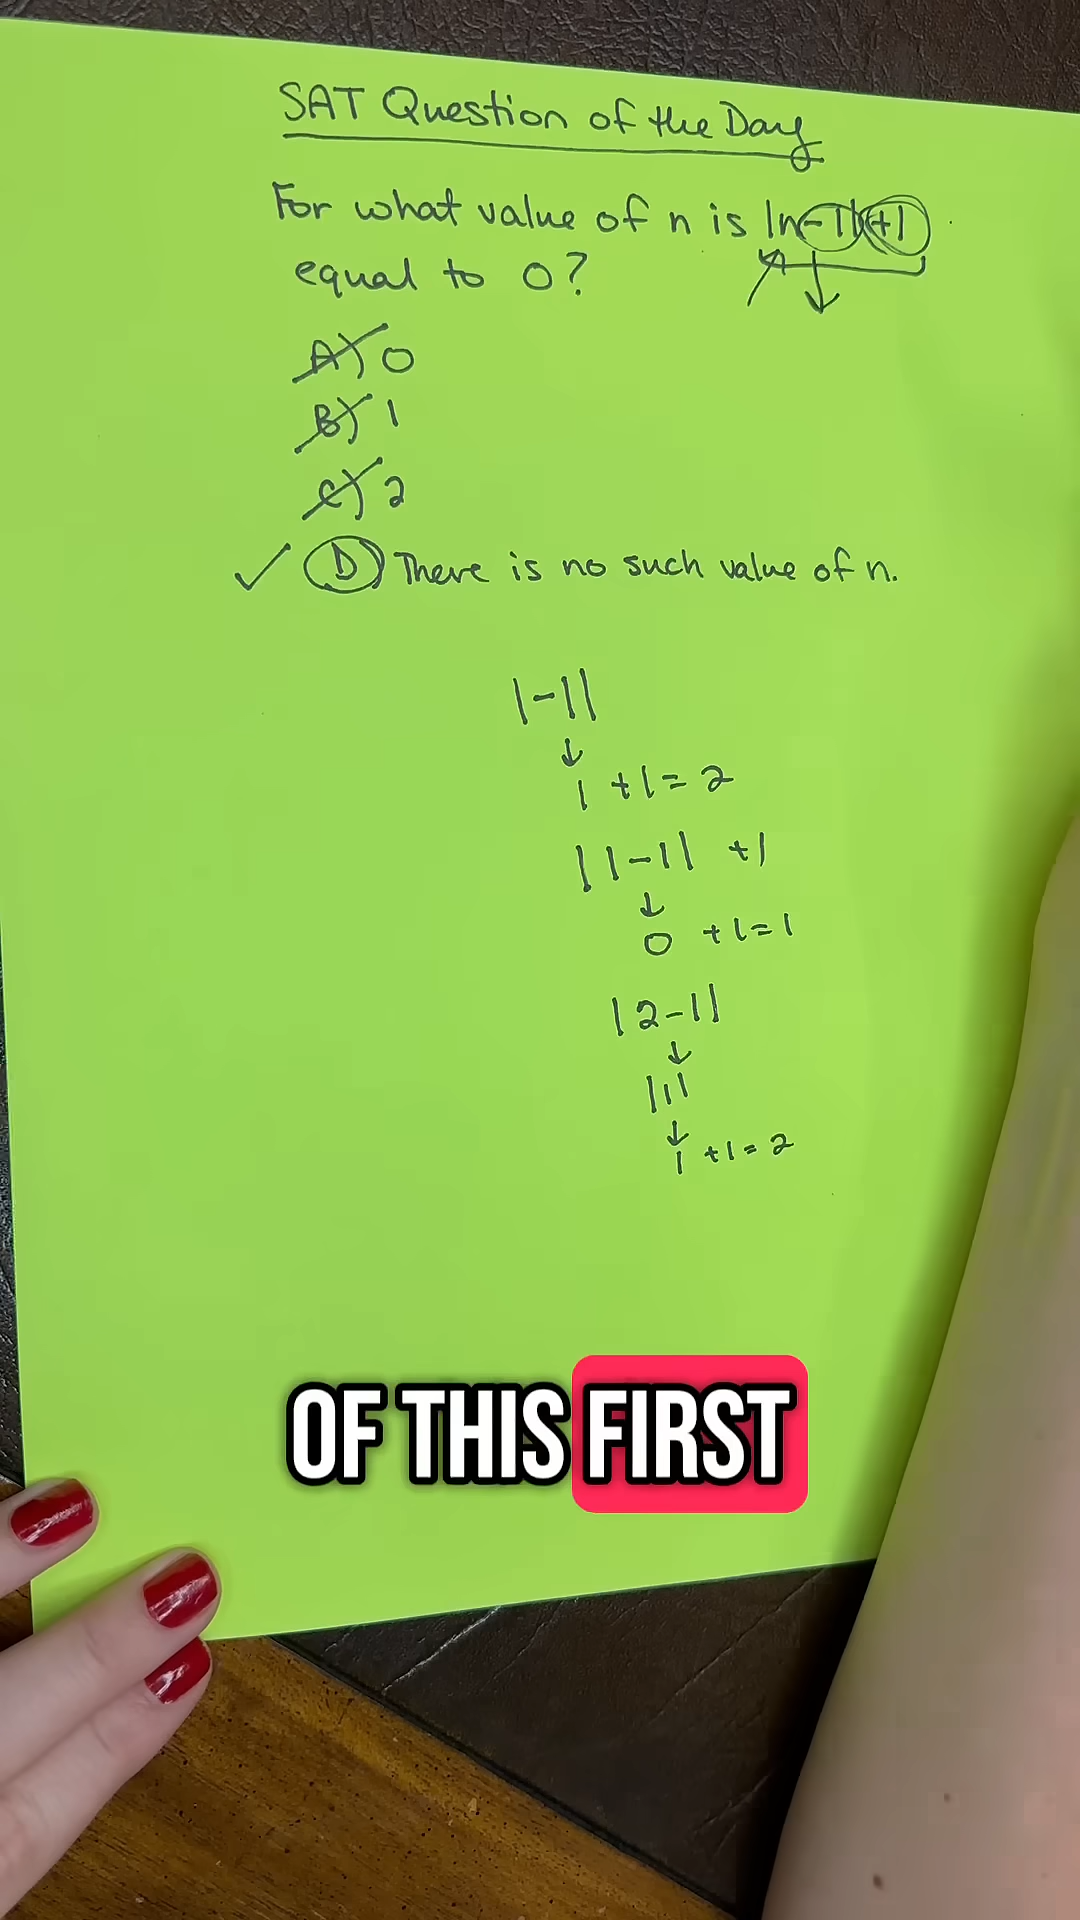 SAT Question of the Day
For what value of n is |n-1|+1
equal to 0?
A) 0
B) 1
C) 2
✓ D) There is no such value of n.
|-1|
↓
1 +1=2
|1-1| +1
↓
0 +1=1
|2-1|
↓
|1|
↓
1 +1=2
OF THIS FIRST